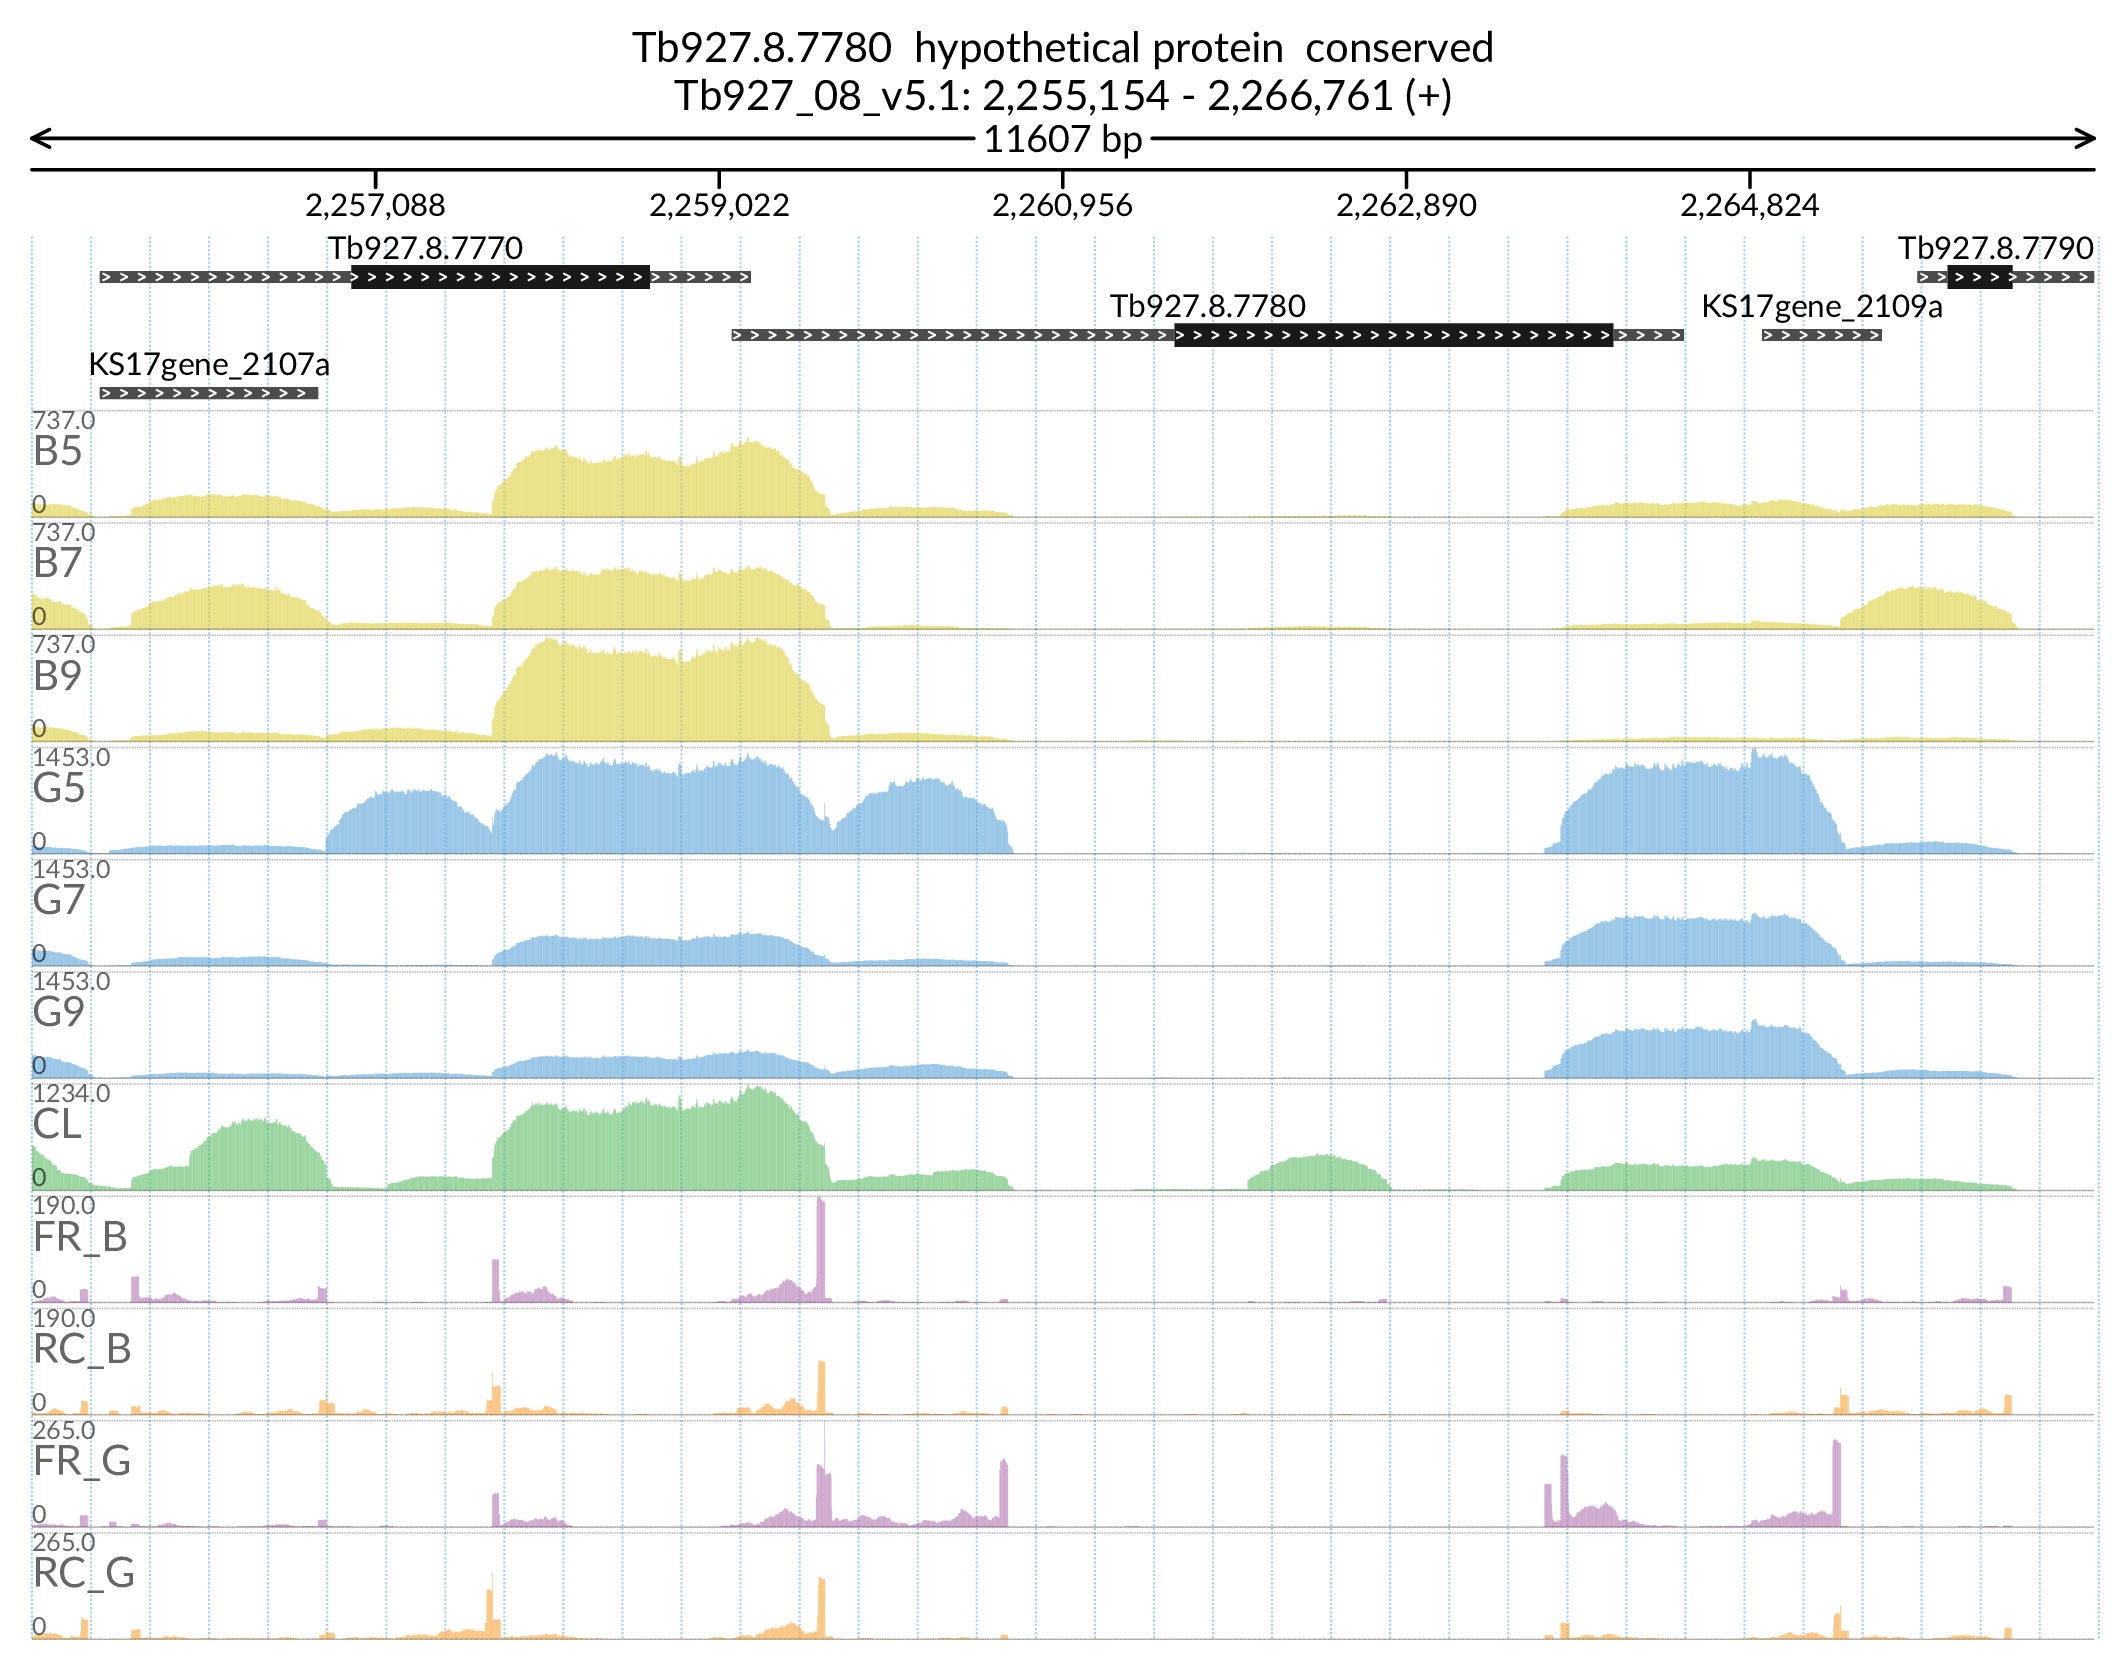 Tb927.8.7780  hypothetical protein  conserved
Tb927_08_v5.1: 2,255,154 - 2,266,761 (+)
11607 bp
2,257,088
2,259,022
2,260,956
2,262,890
2,264,824
Tb927.8.7770
Tb927.8.7790
Tb927.8.7780
KS17gene_2109a
KS17gene_2107a
737.0
B5
0
737.0
B7
0
737.0
B9
0
1453.0
G5
0
1453.0
G7
0
1453.0
G9
0
1234.0
CL
0
190.0
FR_B
0
190.0
RC_B
0
265.0
FR_G
0
265.0
RC_G
0